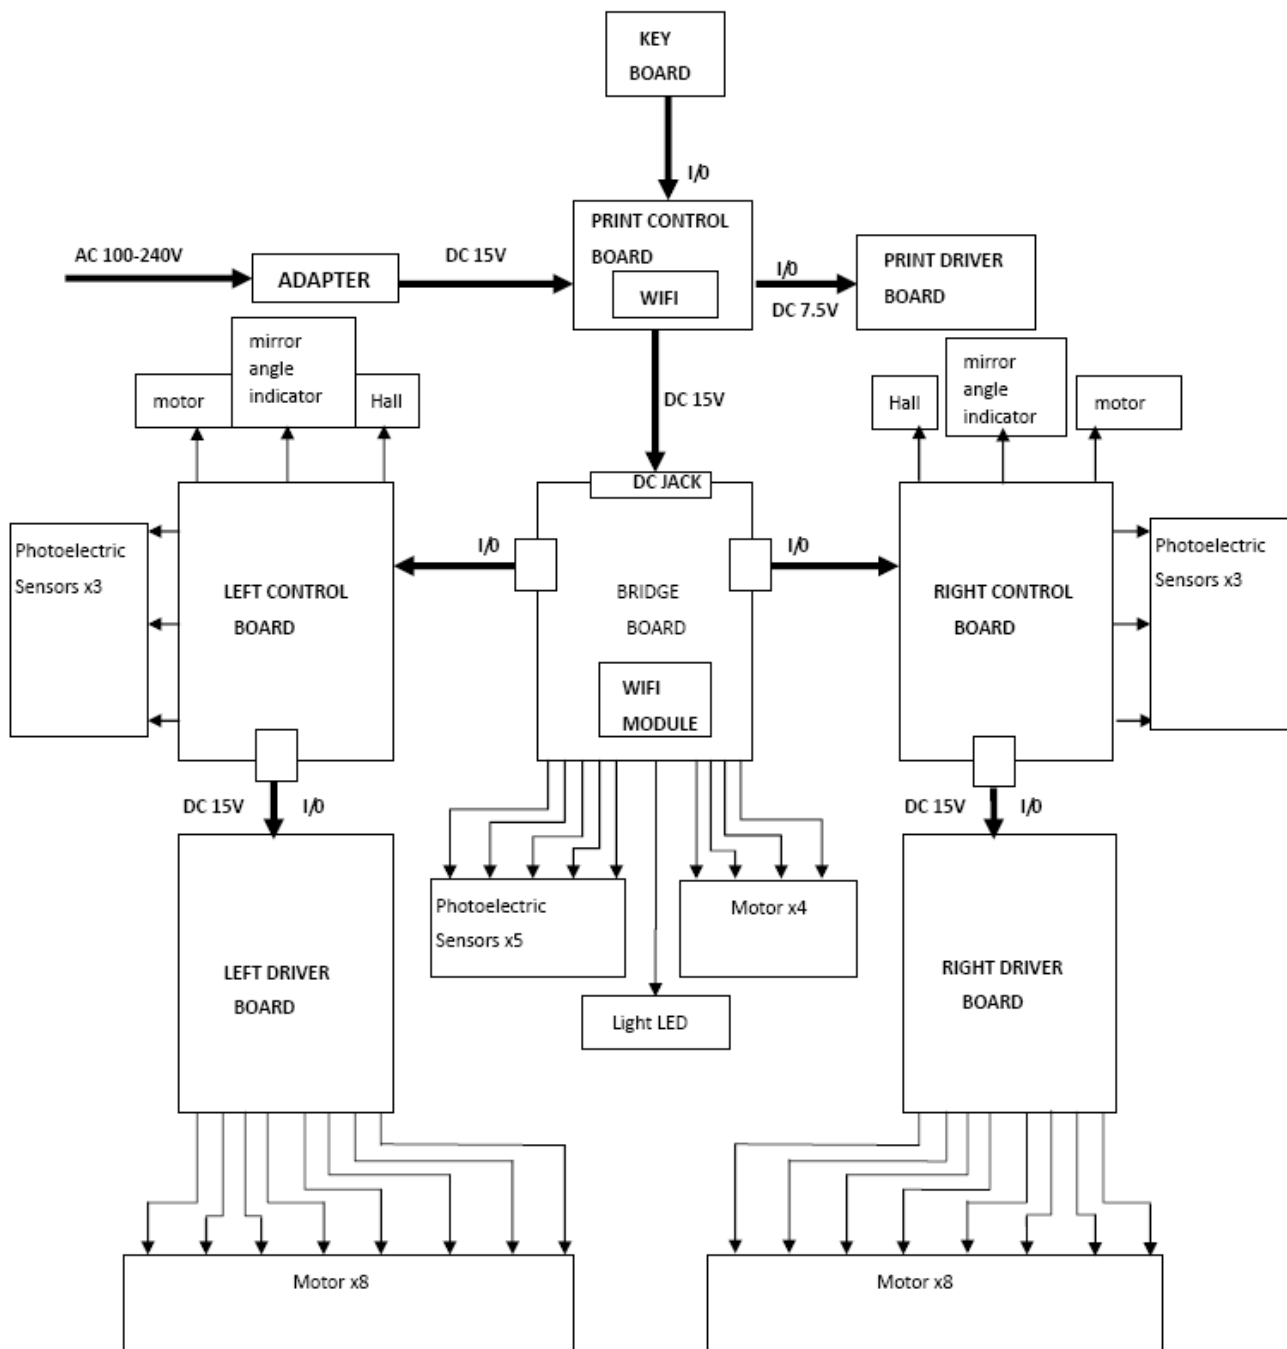 KEY
BOARD
I/0
AC 100-240V
ADAPTER
DC 15V
PRINT CONTROL
BOARD
WIFI
I/0
DC 7.5V
PRINT DRIVER
BOARD
DC 15V
motor
mirror
angle
indicator
Hall
Hall
mirror
angle
indicator
motor
Photoelectric
Sensors x3
LEFT CONTROL
BOARD
I/0
DC JACK
BRIDGE
BOARD
WIFI
MODULE
I/0
RIGHT CONTROL
BOARD
Photoelectric
Sensors x3
DC 15V I/0
DC 15V I/0
LEFT DRIVER
BOARD
Photoelectric
Sensors x5
Motor x4
Light LED
RIGHT DRIVER
BOARD
Motor x8
Motor x8